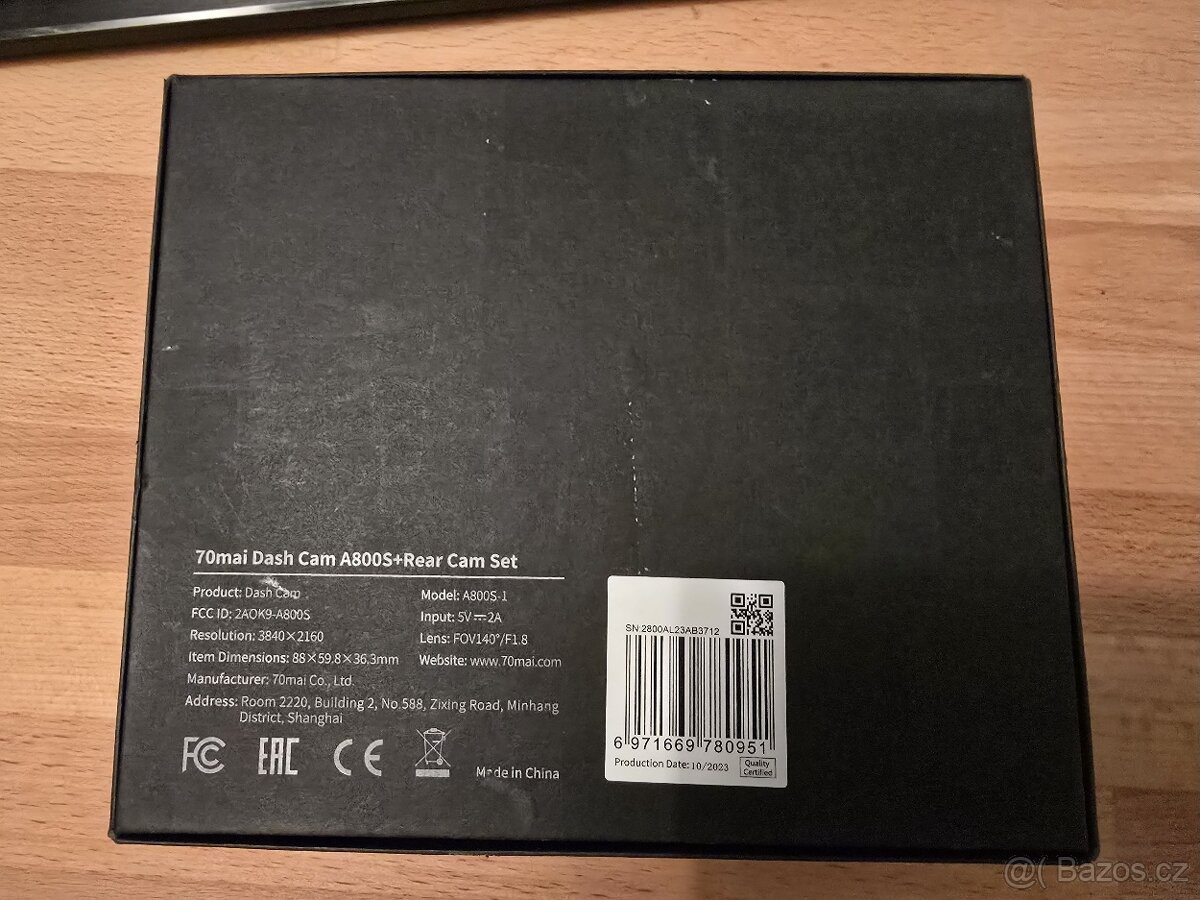 70mai Dash Cam A800S+Rear Cam Set
Product: Dash Cam
Model: A800S-1
FCC ID: 2AOK9-A800S
Input: 5V⎓2A
Resolution: 3840×2160
Lens: FOV140°/F1.8
Item Dimensions: 88×59.8×36.3mm
Website: www.70mai.com
Manufacturer: 70mai Co., Ltd.
Address: Room 2220, Building 2, No.588, Zixing Road, Minhang
District, Shanghai
FC EAC CE
Made in China
SN:2800AL23AB3712
6 971669 780951
Production Date: 10/2023
Quality
Certified
@( Bazos.cz